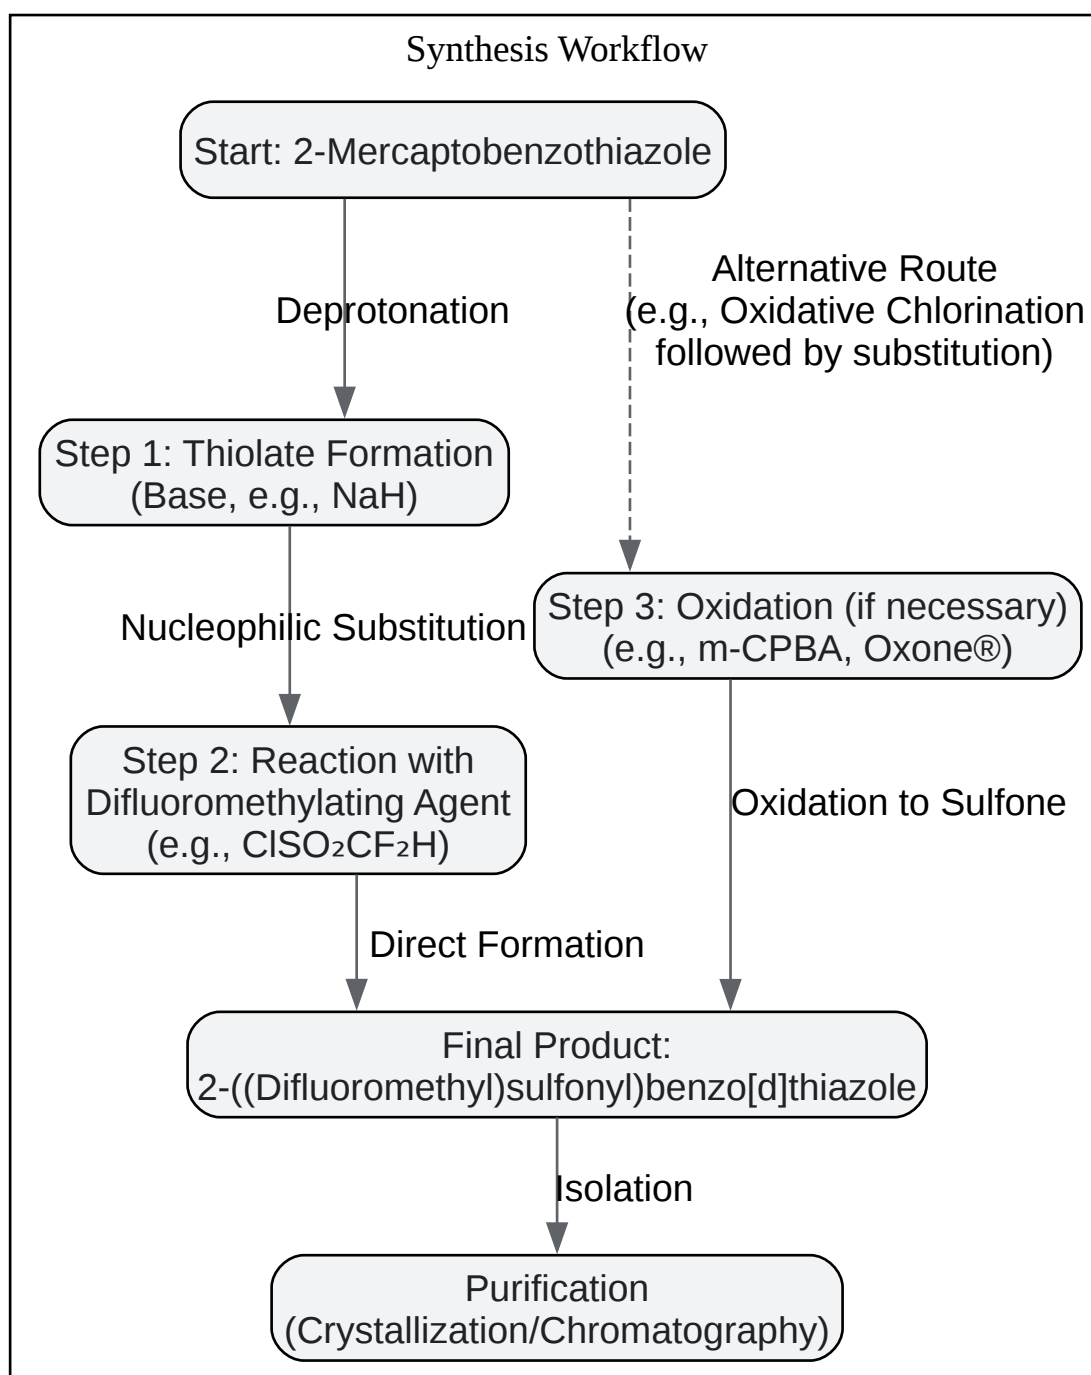 Synthesis Workflow
Start: 2-Mercaptobenzothiazole
Deprotonation
Alternative Route
(e.g., Oxidative Chlorination
followed by substitution)
Step 1: Thiolate Formation
(Base, e.g., NaH)
Nucleophilic Substitution
Step 3: Oxidation (if necessary)
(e.g., m-CPBA, Oxone®)
Step 2: Reaction with
Difluoromethylating Agent
(e.g., ClSO₂CF₂H)
Oxidation to Sulfone
Direct Formation
Final Product:
2-((Difluoromethyl)sulfonyl)benzo[d]thiazole
Isolation
Purification
(Crystallization/Chromatography)